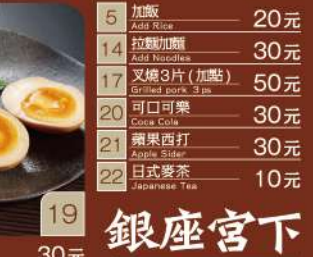 5 加飯 20元
Add Rice
14 拉麵加麵 30元
Add Noodles
17 叉燒3片(加點) 50元
Grilled pork 3ps
20 可口可樂 30元
Coca Cola
21 蘋果西打 30元
Apple Sider
22 日式麥茶 10元
Japanese Tea
19
30元
銀座宮下